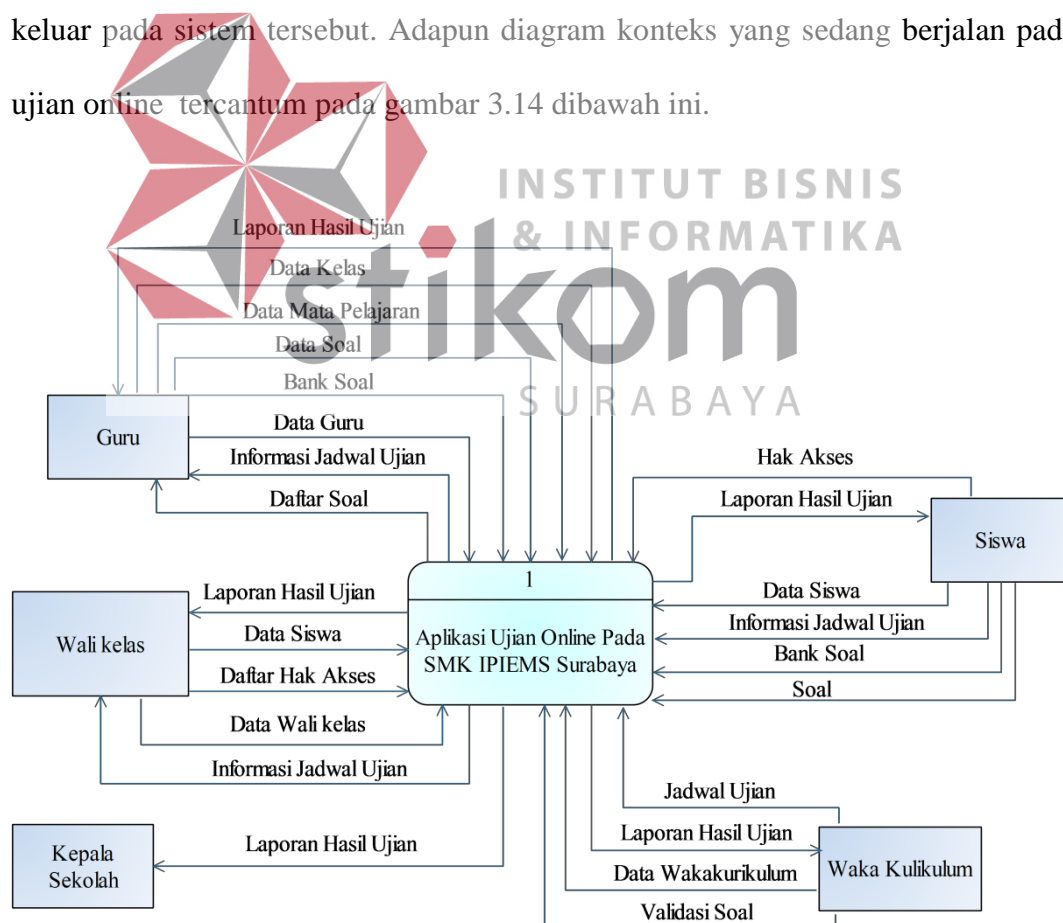 keluar pada sistem tersebut. Adapun diagram konteks yang sedang berjalan pad
ujian online tercantum pada gambar 3.14 dibawah ini.
INSTITUT BISNIS
& INFORMATIKA
stikom
SURABAYA
Laporan Hasil Ujian
Data Kelas
Data Mata Pelajaran
Data Soal
Bank Soal
Guru
Data Guru
Informasi Jadwal Ujian
Daftar Soal
Hak Akses
Laporan Hasil Ujian
Siswa
Data Siswa
Informasi Jadwal Ujian
Bank Soal
Soal
1
Aplikasi Ujian Online Pada
SMK IPIEMS Surabaya
Wali kelas
Laporan Hasil Ujian
Data Siswa
Daftar Hak Akses
Data Wali kelas
Informasi Jadwal Ujian
Kepala
Sekolah
Laporan Hasil Ujian
Jadwal Ujian
Laporan Hasil Ujian
Waka Kulikulum
Data Wakakurikulum
Validasi Soal